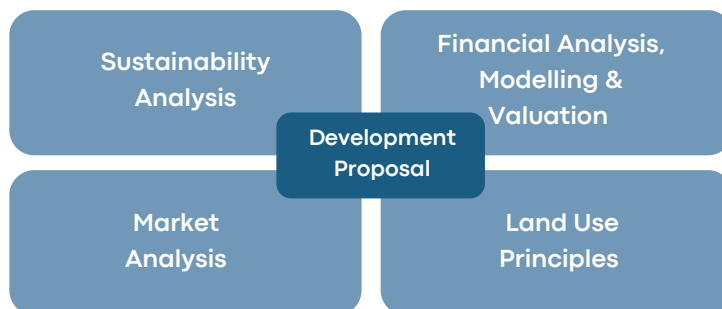 Sustainability
Analysis
Financial Analysis,
Modelling &
Valuation
Development
Proposal
Market
Analysis
Land Use
Principles